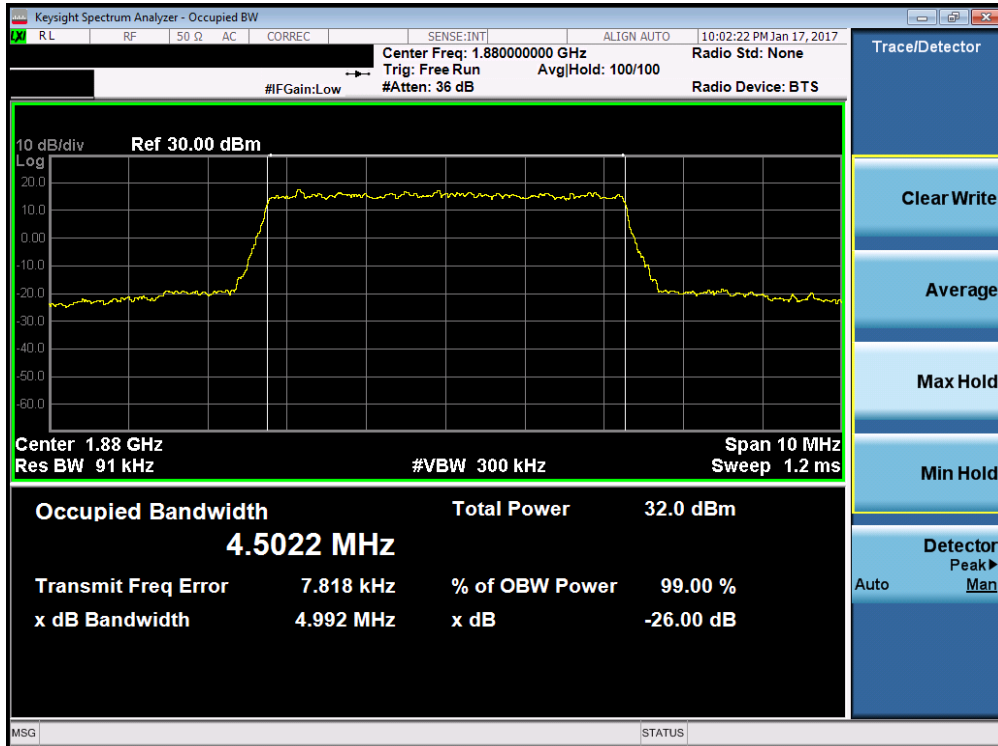 Keysight Spectrum Analyzer - Occupied BW
LXI RL RF 50 Ω AC CORREC SENSE:INT ALIGN AUTO 10:02:22 PM Jan 17, 2017
Center Freq: 1.880000000 GHz Radio Std: None
Trig: Free Run Avg|Hold: 100/100
#IFGain:Low #Atten: 36 dB Radio Device: BTS
10 dB/div Ref 30.00 dBm
Log
20.0
10.0
0.00
-10.0
-20.0
-30.0
-40.0
-50.0
-60.0
Center 1.88 GHz Span 10 MHz
Res BW 91 kHz #VBW 300 kHz Sweep 1.2 ms
Occupied Bandwidth Total Power 32.0 dBm
4.5022 MHz
Transmit Freq Error 7.818 kHz % of OBW Power 99.00 %
x dB Bandwidth 4.992 MHz x dB -26.00 dB
Trace/Detector
Clear Write
Average
Max Hold
Min Hold
Detector
Peak▶
Auto Man
MSG STATUS